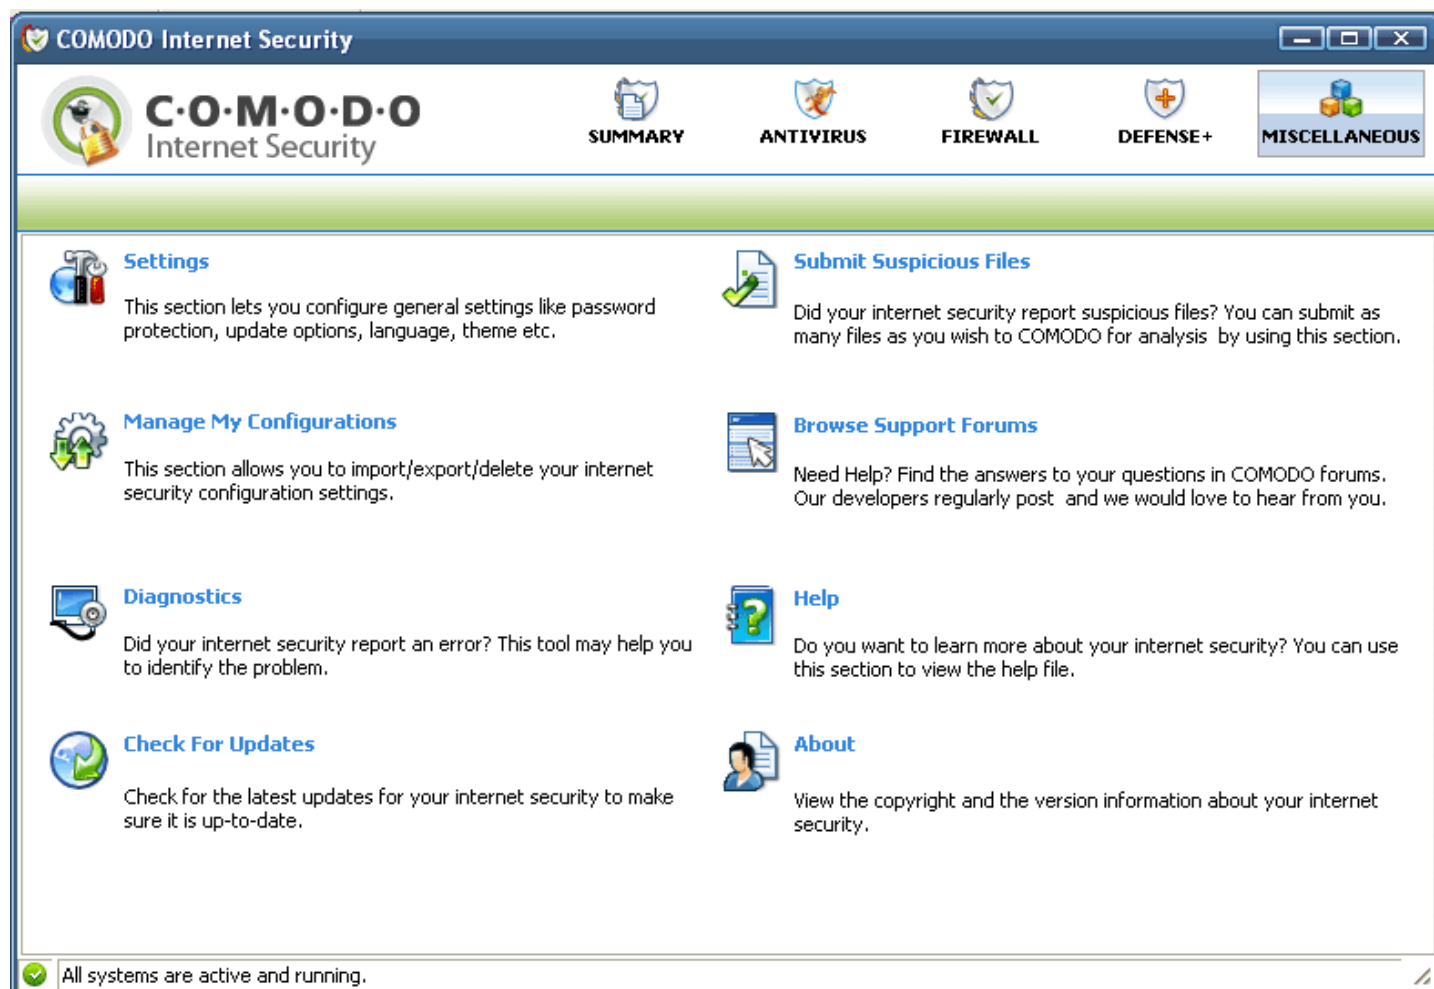 COMODO Internet Security
C·O·M·O·D·O
Internet Security
SUMMARY
ANTIVIRUS
FIREWALL
DEFENSE+
MISCELLANEOUS
Settings
This section lets you configure general settings like password
protection, update options, language, theme etc.
Submit Suspicious Files
Did your internet security report suspicious files? You can submit as
many files as you wish to COMODO for analysis by using this section.
Manage My Configurations
This section allows you to import/export/delete your internet
security configuration settings.
Browse Support Forums
Need Help? Find the answers to your questions in COMODO forums.
Our developers regularly post and we would love to hear from you.
Diagnostics
Did your internet security report an error? This tool may help you
to identify the problem.
Help
Do you want to learn more about your internet security? You can use
this section to view the help file.
Check For Updates
Check for the latest updates for your internet security to make
sure it is up-to-date.
About
View the copyright and the version information about your internet
security.
All systems are active and running.